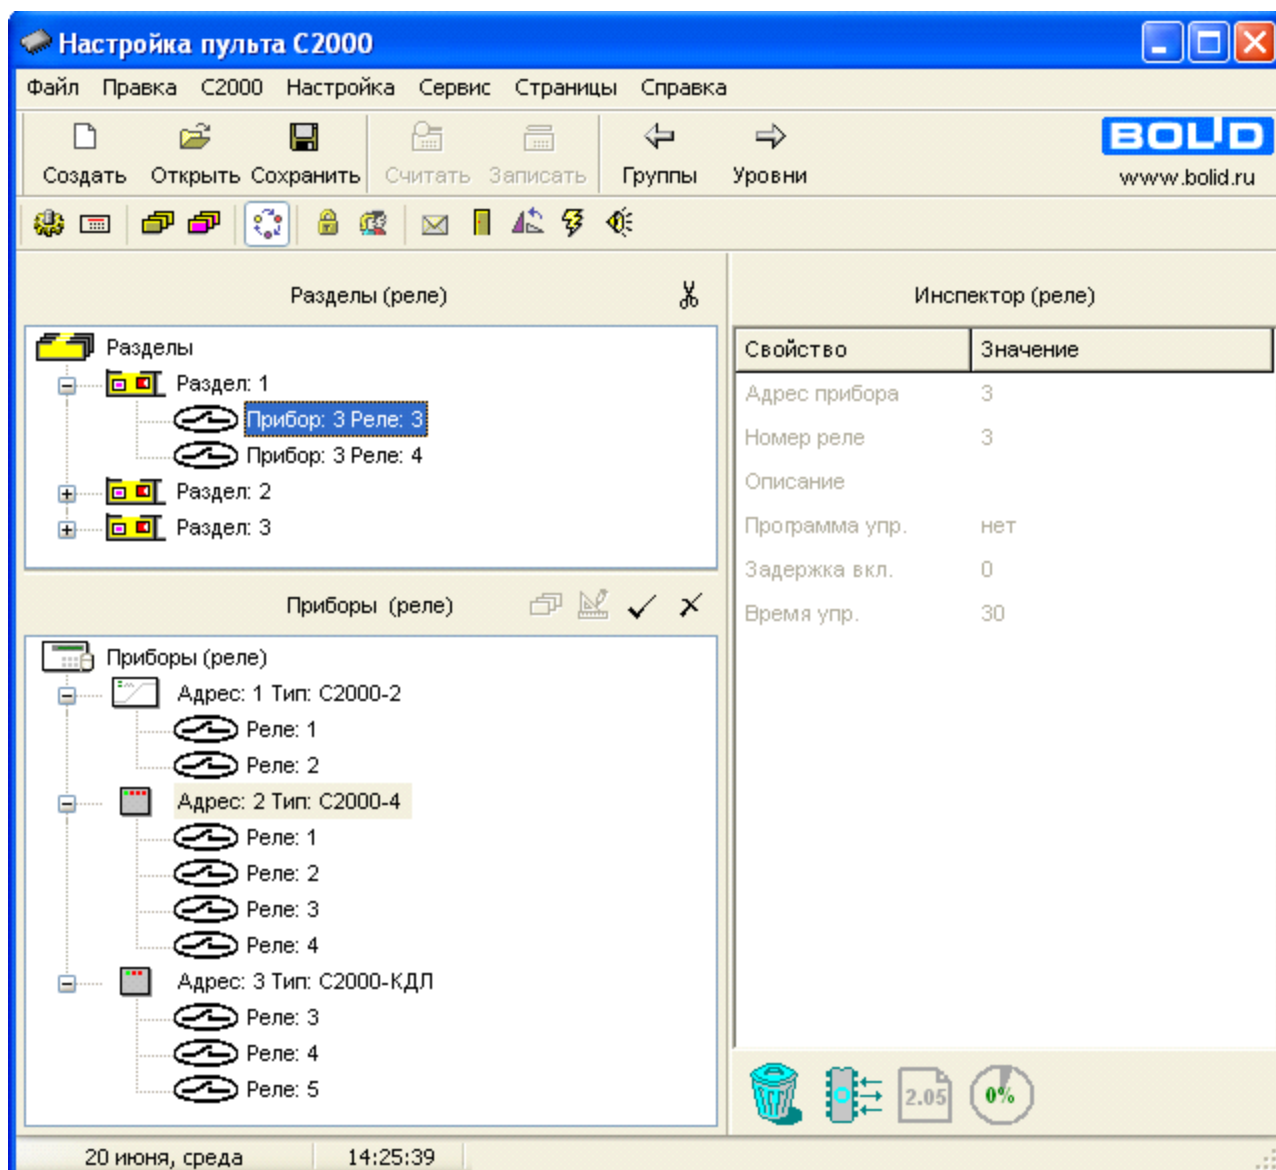 Настройка пульта С2000
Файл Правка С2000 Настройка Сервис Страницы Справка
Создать Открыть Сохранить Считать Записать Группы Уровни
BOLID
www.bolid.ru
Разделы (реле)
Разделы
Раздел: 1
Прибор: 3 Реле: 3
Прибор: 3 Реле: 4
Раздел: 2
Раздел: 3
Приборы (реле)
Приборы (реле)
Адрес: 1 Тип: С2000-2
Реле: 1
Реле: 2
Адрес: 2 Тип: С2000-4
Реле: 1
Реле: 2
Реле: 3
Реле: 4
Адрес: 3 Тип: С2000-КДЛ
Реле: 3
Реле: 4
Реле: 5
Инспектор (реле)
Свойство Значение
Адрес прибора 3
Номер реле 3
Описание
Программа упр. нет
Задержка вкл. 0
Время упр. 30
2.05
0%
20 июня, среда 14:25:39